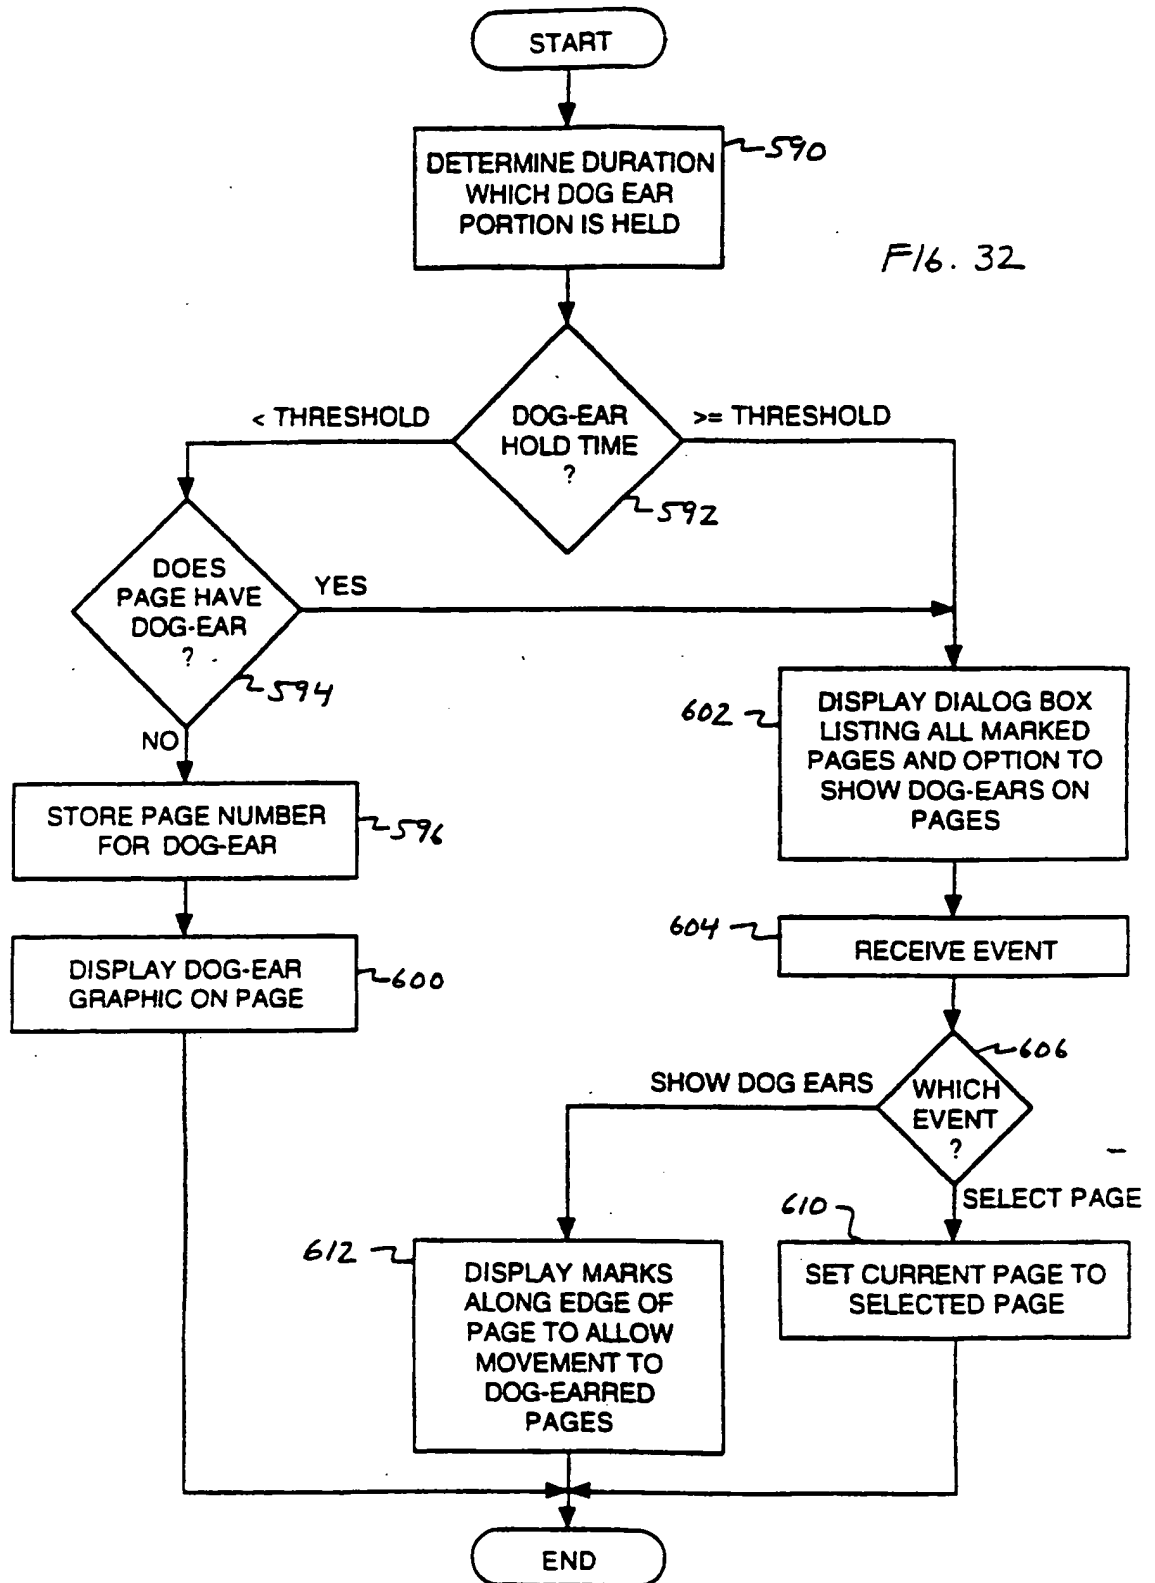 START
DETERMINE DURATION
WHICH DOG EAR
PORTION IS HELD
590
FIG. 32
< THRESHOLD
DOG-EAR
HOLD TIME
?
>= THRESHOLD
592
DOES
PAGE HAVE
DOG-EAR
?
YES
594
NO
602
DISPLAY DIALOG BOX
LISTING ALL MARKED
PAGES AND OPTION TO
SHOW DOG-EARS ON
PAGES
STORE PAGE NUMBER
FOR DOG-EAR
596
604
RECEIVE EVENT
DISPLAY DOG-EAR
GRAPHIC ON PAGE
600
606
SHOW DOG EARS
WHICH
EVENT
?
SELECT PAGE
610
612
DISPLAY MARKS
ALONG EDGE OF
PAGE TO ALLOW
MOVEMENT TO
DOG-EARRED
PAGES
SET CURRENT PAGE TO
SELECTED PAGE
END